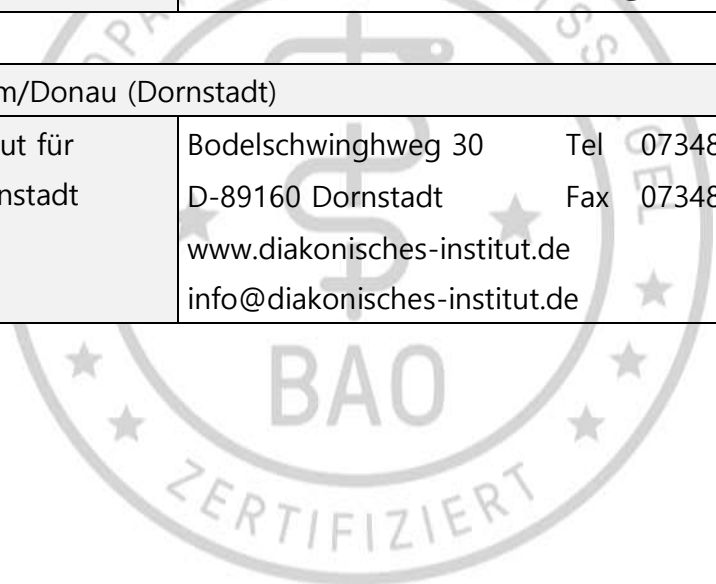 m/Donau (Dornstadt)
ut für Bodelschwinghweg 30 Tel 07348
nstadt D-89160 Dornstadt Fax 07348
www.diakonisches-institut.de
info@diakonisches-institut.de
BAO
ZERTIFIZIERT